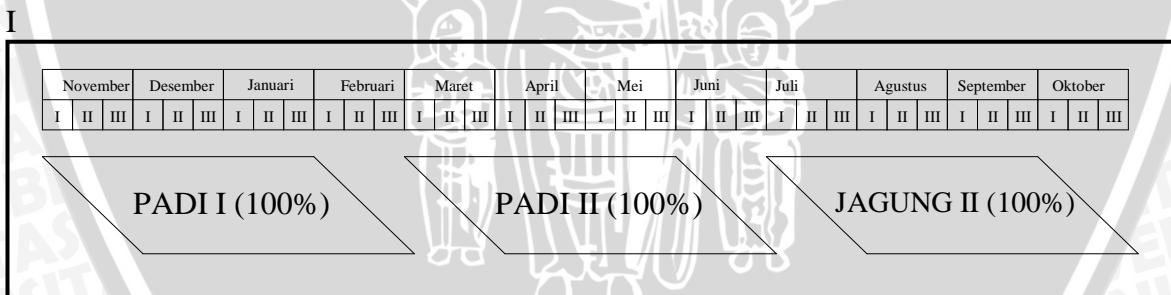 I
November Desember Januari Februari Maret April Mei Juni Juli Agustus September Oktober
I II III I II III I II III I II III I II III I II III I II III I II III I II III I II III I II III I II III
PADI I (100%) PADI II (100%) JAGUNG II (100%)